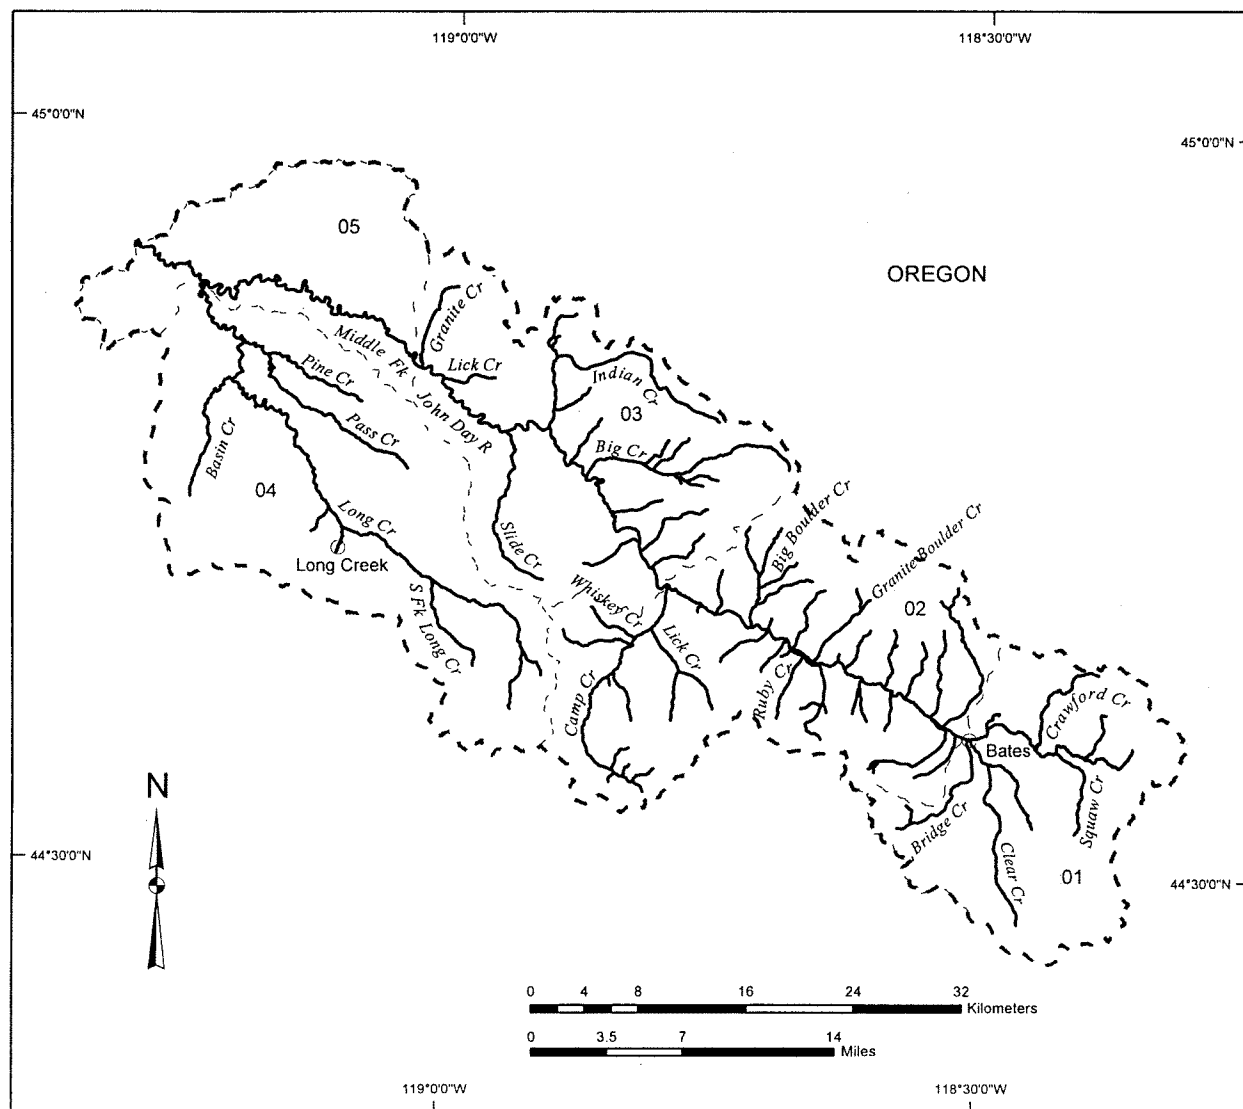 119°0'0"W
118°30'0"W
45°0'0"N
45°0'0"N
05
OREGON
Granite Cr
Middle Fk
John Day R
Lick Cr
Pine Cr
Indian Cr
03
Pass Cr
Basin Cr
Big Cr
04
Long Cr
Big Boulder Cr
Slide Cr
Granite Boulder Cr
Long Creek
Whiskey Cr
02
S Fk Long Cr
Lick Cr
Camp Cr
Ruby Cr
Crawford Cr
Bates
Squaw Cr
N
Bridge Cr
Clear Cr
01
44°30'0"N
44°30'0"N
0 4 8 16 24 32
Kilometers
0 3.5 7 14
Miles
119°0'0"W
118°30'0"W